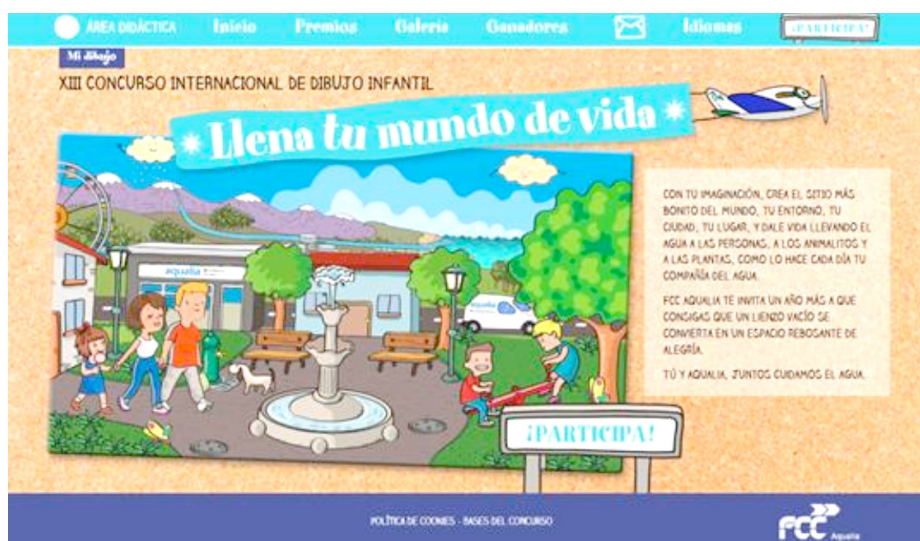 ÁREA DIDÁCTICA Inicio Premios Galería Ganadores Idiomas ¡PARTICIPA!
Mi dibujo
XIII CONCURSO INTERNACIONAL DE DIBUJO INFANTIL
Llena tu mundo de vida
aqualia
aqualia
CON TU IMAGINACIÓN, CREA EL SITIO MÁS
BONITO DEL MUNDO, TU ENTORNO, TU
CIUDAD, TU LUGAR, Y DALE VIDA LLEVANDO EL
AGUA A LAS PERSONAS, A LOS ANIMALITOS Y
A LAS PLANTAS, COMO LO HACE CADA DÍA TU
COMPAÑÍA DEL AGUA.
FCC AQUALIA TE INVITA UN AÑO MÁS A QUE
CONSIGAS QUE UN LIENZO VACÍO SE
CONVIERTA EN UN ESPACIO REBOSANTE DE
ALEGRÍA.
TÚ Y AQUALIA, JUNTOS CUIDAMOS EL AGUA.
¡PARTICIPA!
POLÍTICA DE COOKIES - BASES DEL CONCURSO
FCC Aqualia